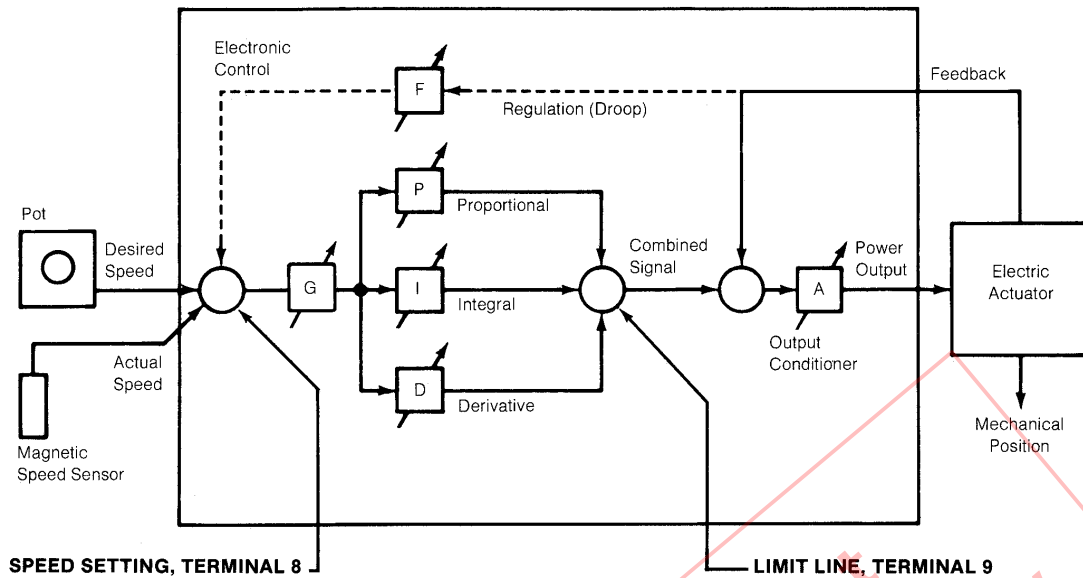 Electronic
Control
F
Feedback
Regulation (Droop)
P
Proportional
Pot
Desired
Speed
G
I
Integral
Combined
Signal
Power
Output
A
Electric
Actuator
Output
Conditioner
Actual
Speed
D
Derivative
Magnetic
Speed Sensor
Mechanical
Position
SPEED SETTING, TERMINAL 8
LIMIT LINE, TERMINAL 9